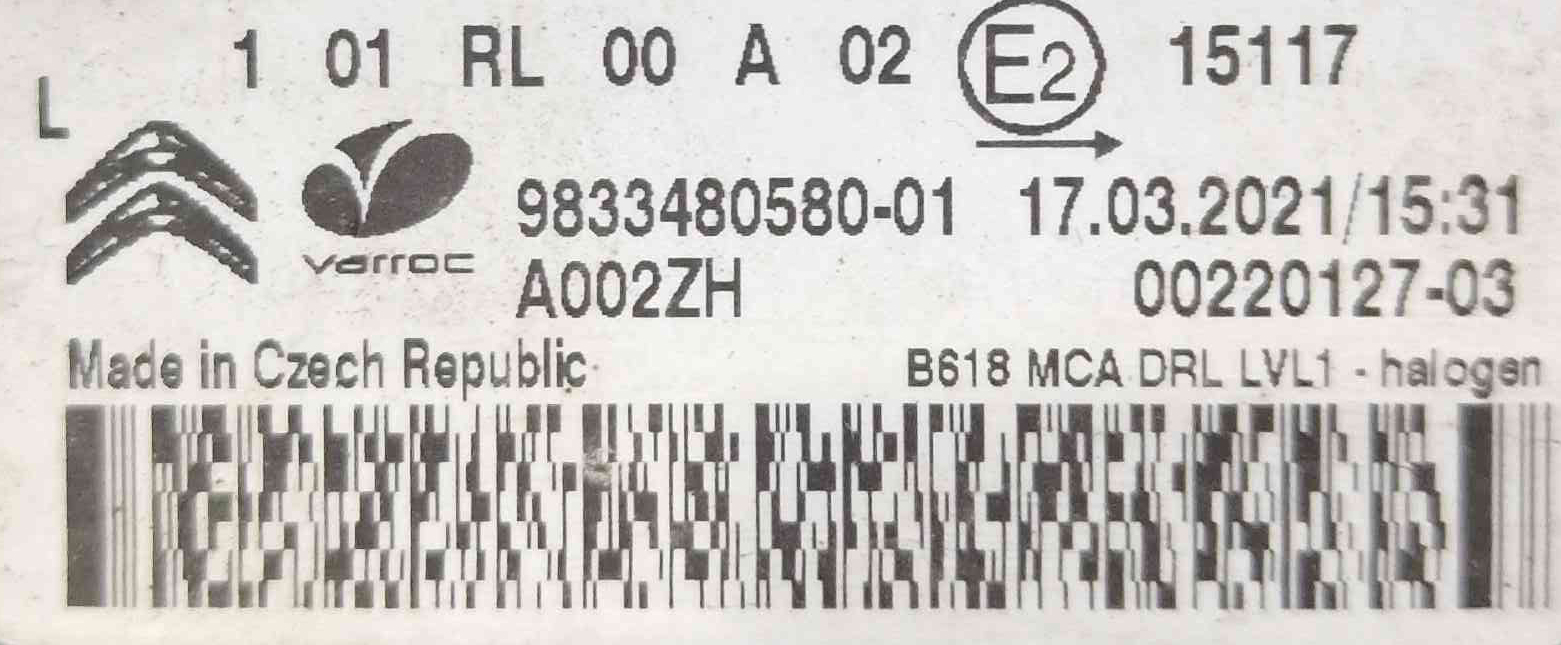 1 01 RL 00 A 02 E2 15117
L
varroc 9833480580-01 17.03.2021/15:31
A002ZH 00220127-03
Made in Czech Republic B618 MCA DRL LVL1 - halogen